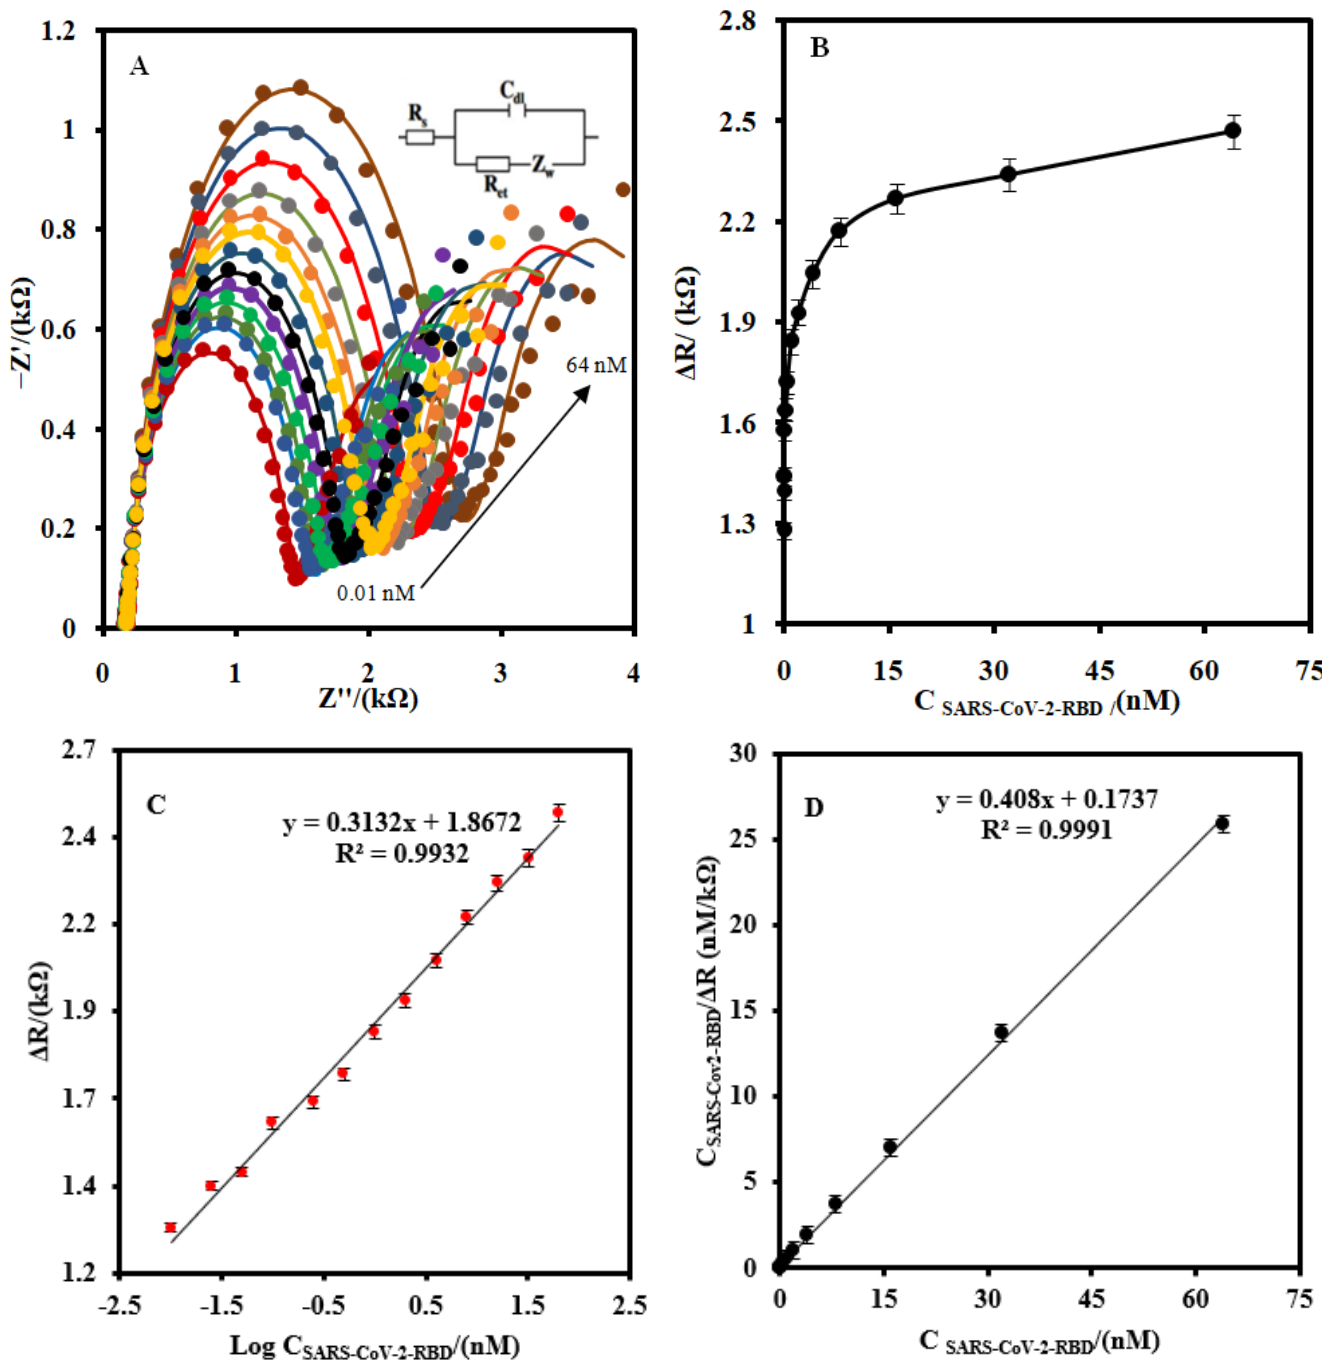 A
−Z'/(kΩ)
1.2
1
0.8
0.6
0.4
0.2
0
0 1 2 3 4
Z''/(kΩ)
R_s
C_dl
R_et
Z_w
64 nM
0.01 nM
B
ΔR/ (kΩ)
2.8
2.5
2.2
1.9
1.6
1.3
1
0 15 30 45 60 75
C SARS-CoV-2-RBD /(nM)
C
y = 0.3132x + 1.8672
R² = 0.9932
ΔR/(kΩ)
2.7
2.4
2.2
1.9
1.7
1.4
1.2
-2.5 -1.5 -0.5 0.5 1.5 2.5
Log C SARS-CoV-2-RBD/(nM)
D
y = 0.408x + 0.1737
R² = 0.9991
C SARS-Cov2-RBD/ΔR (nM/kΩ)
30
25
20
15
10
5
0
0 15 30 45 60 75
C SARS-CoV-2-RBD/(nM)